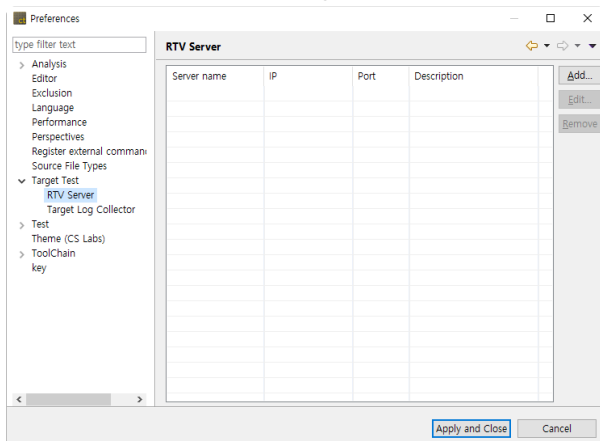 ct Preferences
type filter text
Analysis
Editor
Exclusion
Language
Performance
Perspectives
Register external comman
Source File Types
Target Test
RTV Server
Target Log Collector
Test
Theme (CS Labs)
ToolChain
key
RTV Server
Server name IP Port Description
Add...
Edit...
Remove
Apply and Close Cancel